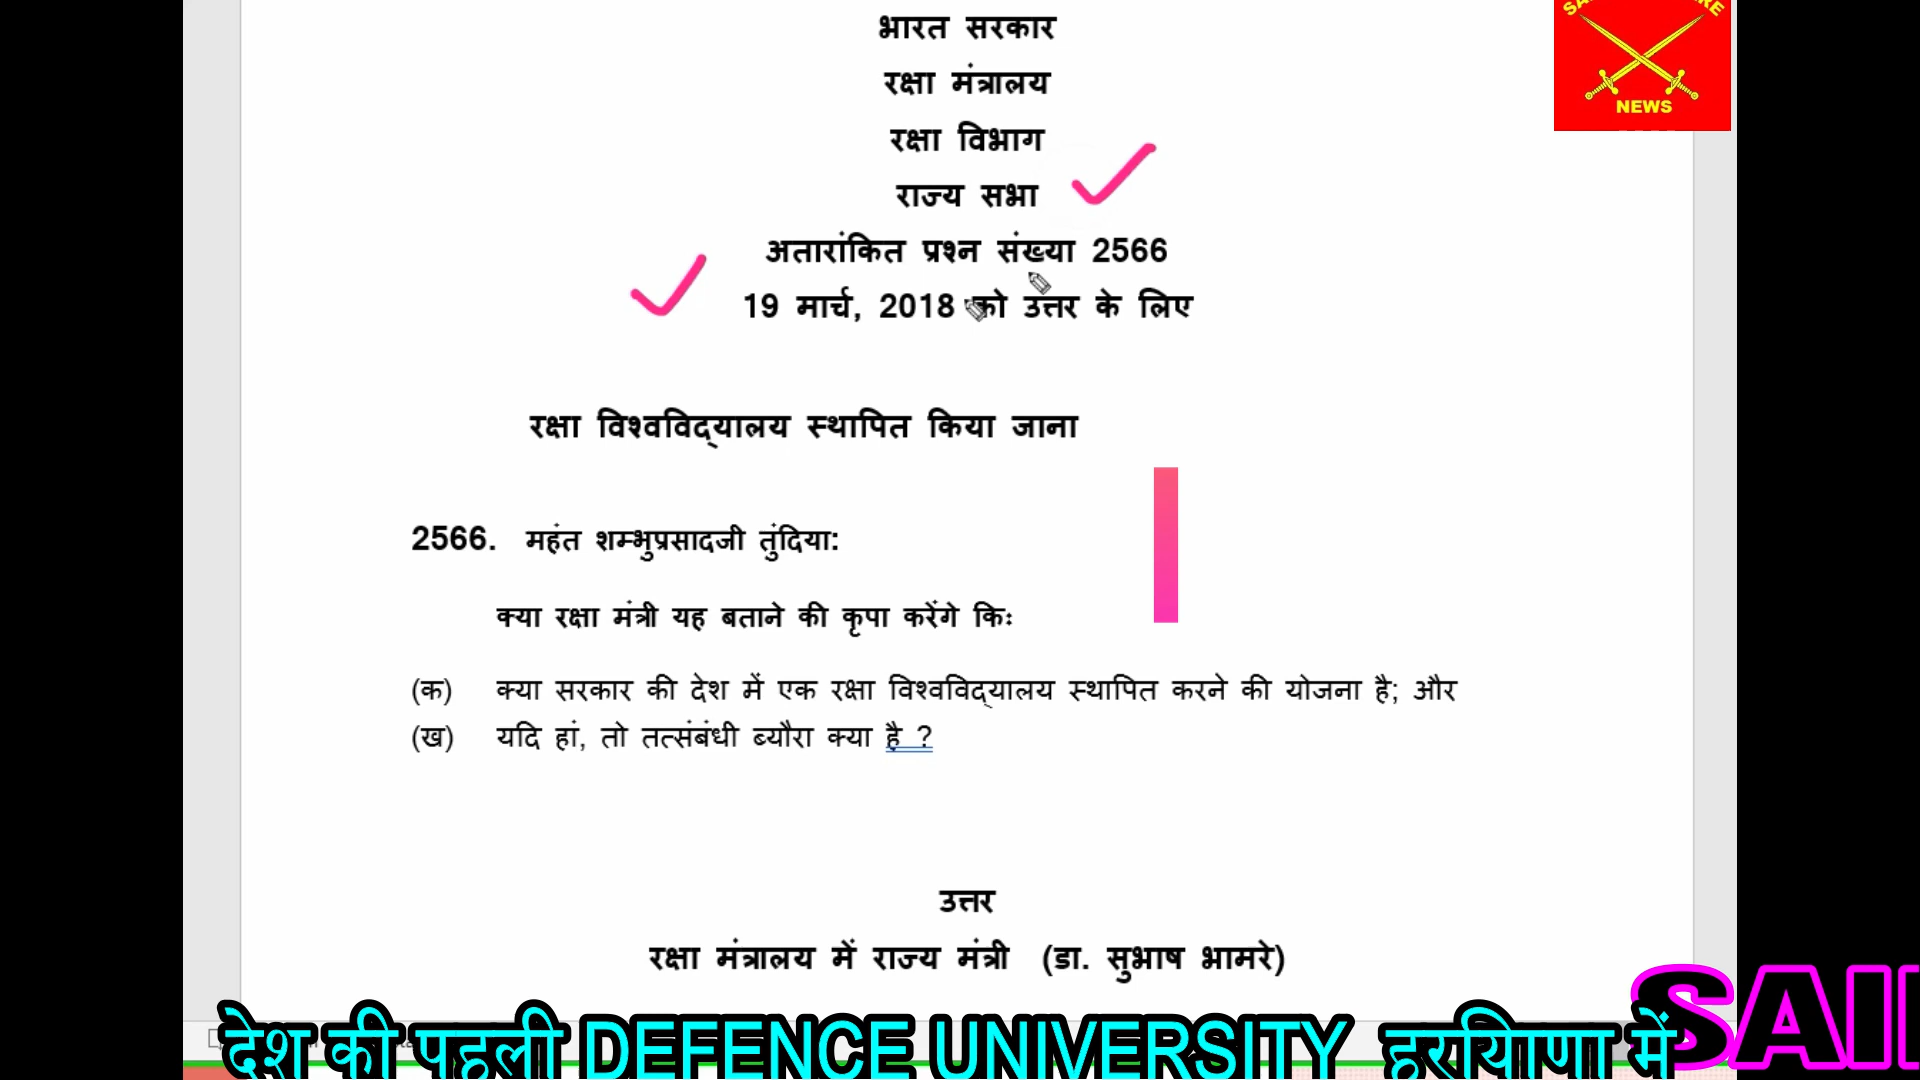 भारत सरकार
रक्षा मंत्रालय
NEWS
रक्षा विभाग
राज्य सभा
अतारांकित प्रश्न संख्या 2566
19 मार्च, 2018 को उत्तर के लिए
रक्षा विश्वविद्यालय स्थापित किया जाना
2566. महंत शम्भुप्रसादजी तुंदिया:
क्या रक्षा मंत्री यह बताने की कृपा करेंगे किः
(क) क्या सरकार की देश में एक रक्षा विश्वविद्यालय स्थापित करने की योजना है; और
(ख) यदि हां, तो तत्संबंधी ब्यौरा क्या है ?
उत्तर
रक्षा मंत्रालय में राज्य मंत्री (डा. सुभाष भामरे)
देश की पहली DEFENCE UNIVERSITY हरयिाणा में